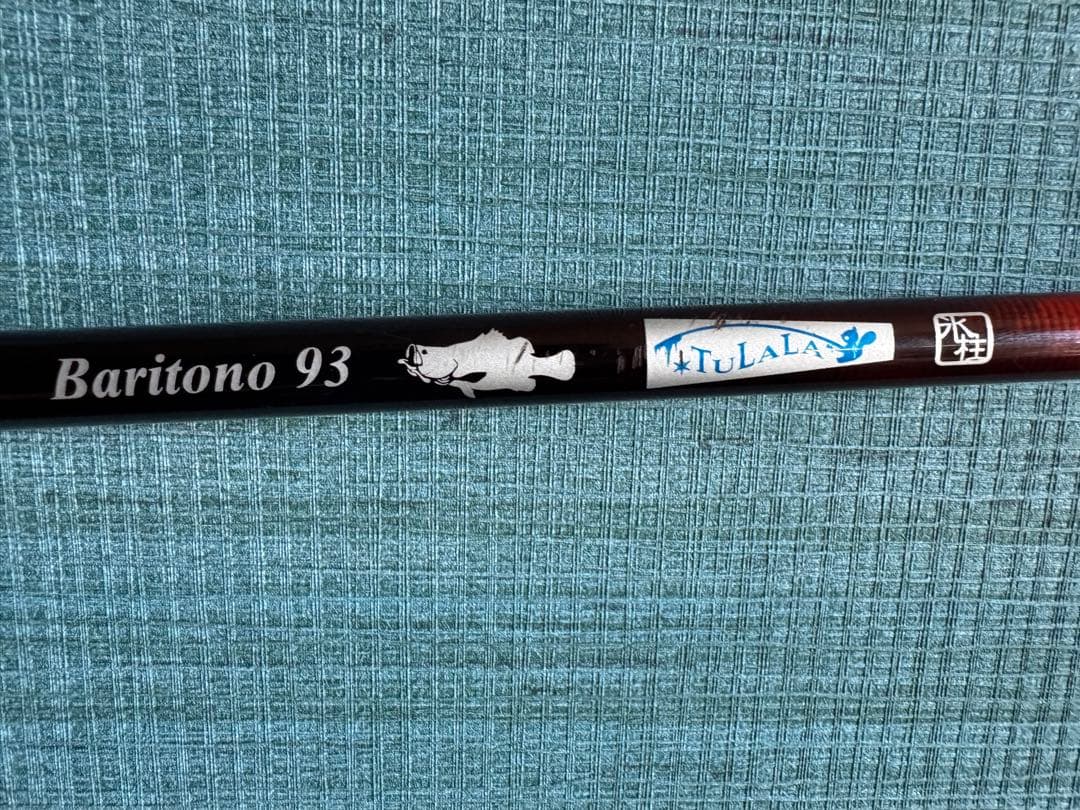 Baritono 93
TULALA
氷柱